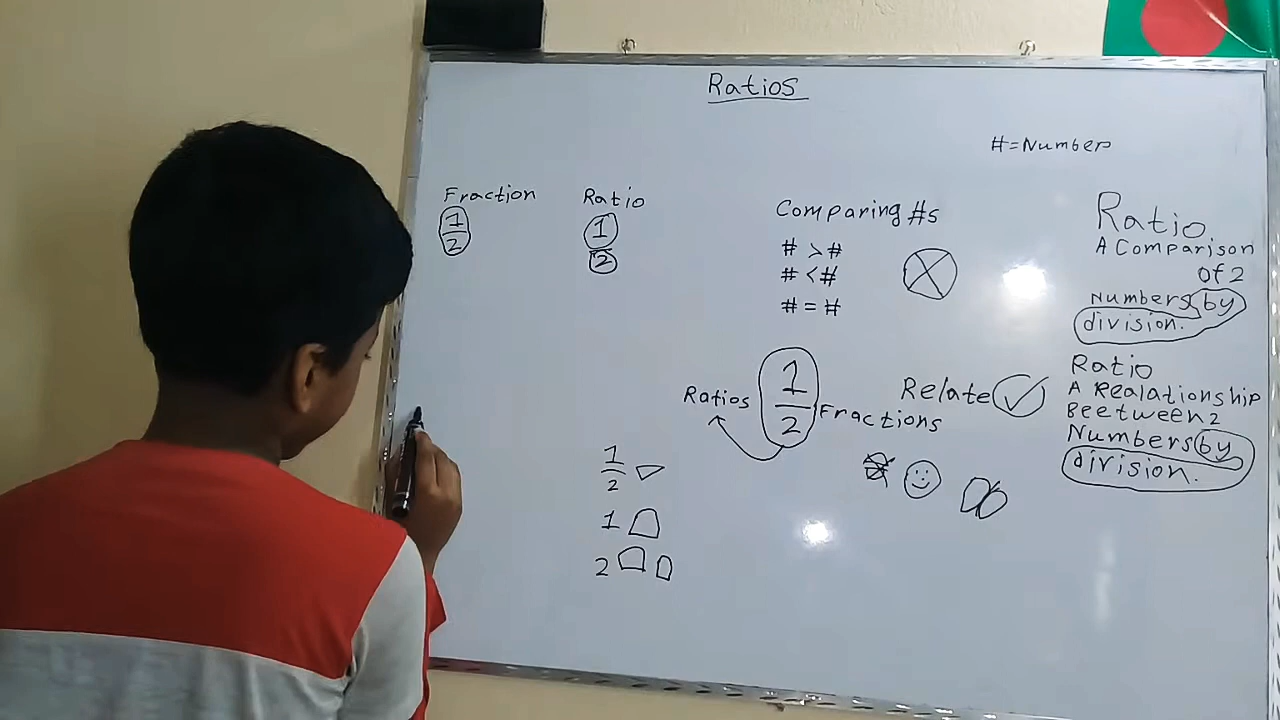 Ratios
#=Number
Fraction
1
2
Ratio
1
2
Comparing #s
# > #
# < #
# = #
Ratios
1
2
Fractions
Relate
1
2
1
2
Ratio
A Comparison
of 2
Numbers by
division.
Ratio
A Realationship
Beetween 2
Numbers by
division.